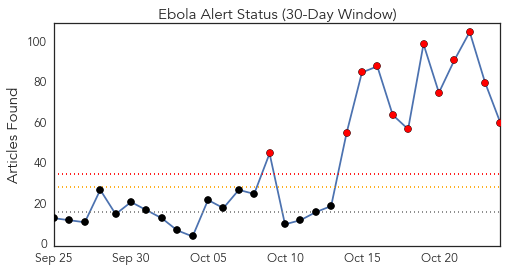 Ebola Alert Status (30-Day Window)
Articles Found
100
80
60
40
20
0
Sep 25 Sep 30 Oct 05 Oct 10 Oct 15 Oct 20